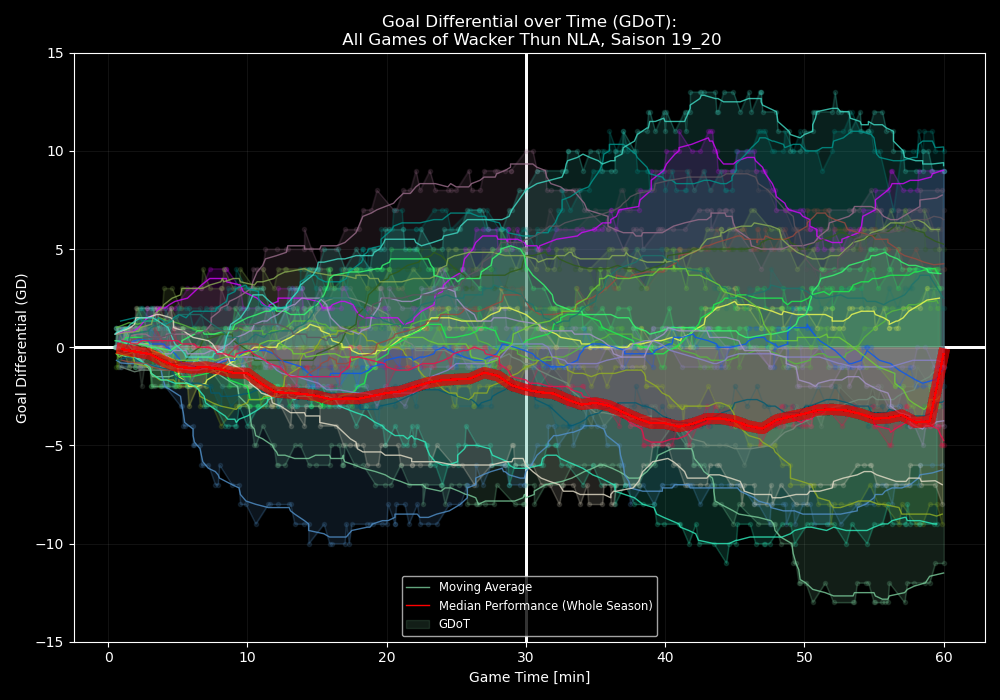 Goal Differential over Time (GDoT):
All Games of Wacker Thun NLA, Saison 19_20
Goal Differential (GD)
15
10
5
0
−5
−10
−15
0 10 20 30 40 50 60
Game Time [min]
Moving Average
Median Performance (Whole Season)
GDoT